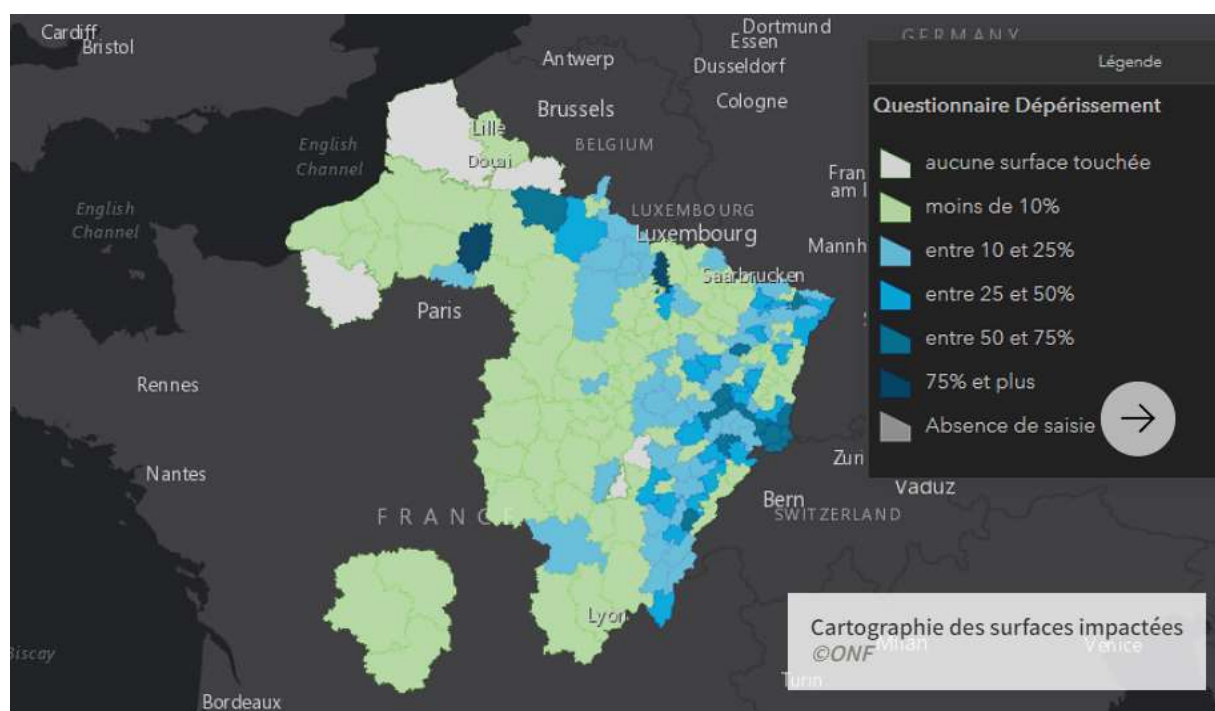 Cardiff
Bristol
Dortmund
Essen
GERMANY
Antwerp
Dusseldorf
Légende
Brussels
Cologne
Questionnaire Dépérissement
Lille
English
Channel
BELGIUM
Douai
aucune surface touchée
Fran
am
English
Channel
LUXEMBOURG
Luxembourg
moins de 10%
Mannh
entre 10 et 25%
Saarbrucken
Paris
entre 25 et 50%
entre 50 et 75%
Rennes
75% et plus
Absence de saisie
Nantes
Zuri
Bern
Vaduz
FRANCE
SWITZERLAND
Lyon
Cartographie des surfaces impactées
©ONF
Milan
Venice
Biscay
Turin
Bordeaux